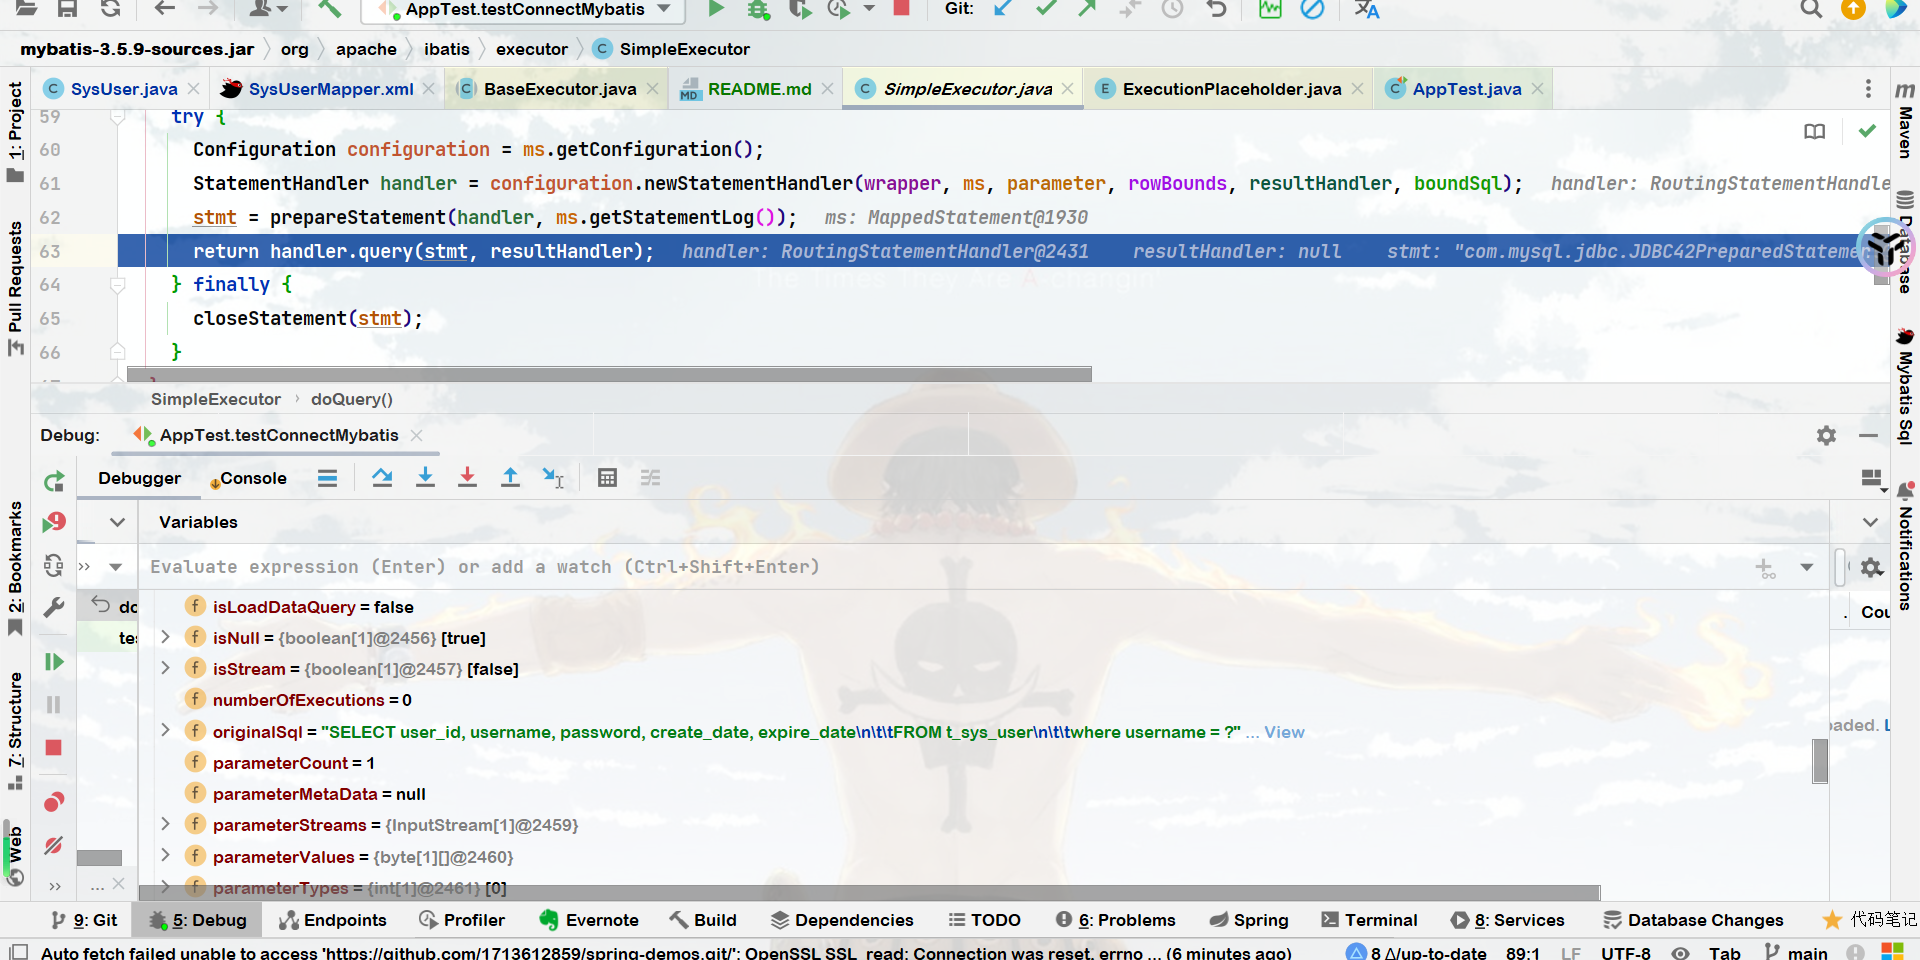 AppTest.testConnectMybatis
Git:
mybatis-3.5.9-sources.jar org apache ibatis executor SimpleExecutor
SysUser.java SysUserMapper.xml BaseExecutor.java README.md SimpleExecutor.java ExecutionPlaceholder.java AppTest.java
59 try {
60 Configuration configuration = ms.getConfiguration();
61 StatementHandler handler = configuration.newStatementHandler(wrapper, ms, parameter, rowBounds, resultHandler, boundSql); handler: RoutingStatementHandle
62 stmt = prepareStatement(handler, ms.getStatementLog()); ms: MappedStatement@1930
63 return handler.query(stmt, resultHandler); handler: RoutingStatementHandler@2431 resultHandler: null stmt: "com.mysql.jdbc.JDBC42PreparedStateme
64 } finally {
65 closeStatement(stmt);
66 }
SimpleExecutor › doQuery()
Debug: AppTest.testConnectMybatis
Debugger Console
Variables
Evaluate expression (Enter) or add a watch (Ctrl+Shift+Enter)
do
tes
isLoadDataQuery = false
isNull = {boolean[1]@2456} [true]
isStream = {boolean[1]@2457} [false]
numberOfExecutions = 0
originalSql = "SELECT user_id, username, password, create_date, expire_date\n\t\tFROM t_sys_user\n\t\twhere username = ?" ... View
parameterCount = 1
parameterMetaData = null
parameterStreams = {InputStream[1]@2459}
parameterValues = {byte[1][]@2460}
parameterTypes = {int[1]@2461} [0]
Cou
oaded. L
1: Project
Pull Requests
2: Bookmarks
7: Structure
Web
Maven
Database
Mybatis Sql
Notifications
9: Git 5: Debug Endpoints Profiler Evernote Build Dependencies TODO 6: Problems Spring Terminal 8: Services Database Changes 代码笔记
Auto fetch failed unable to access 'https://github.com/1713612859/spring-demos.git/': OpenSSL SSL_read: Connection was reset, errno ... (6 minutes ago) 8 ∆/up-to-date 89:1 LF UTF-8 Tab main